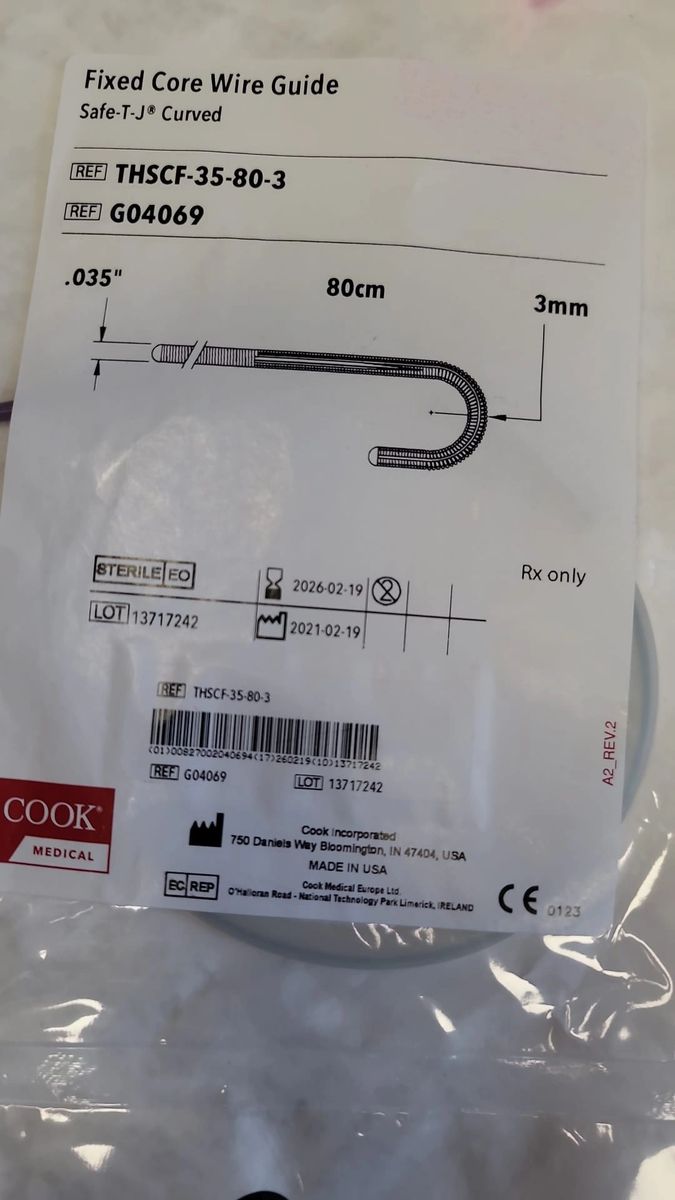 Fixed Core Wire Guide
Safe-T-J® Curved
REF THSCF-35-80-3
REF G04069
.035" 80cm 3mm
STERILE EO 2026-02-19 2 Rx only
LOT 13717242 2021-02-19
REF THSCF-35-80-3
(01)00827002040694(17)260219(10)13717242
REF G04069 LOT 13717242
A2_REV.2
COOK®
MEDICAL
Cook Incorporated
750 Daniels Way Bloomington, IN 47404, USA
MADE IN USA
EC REP Cook Medical Europe Ltd.
O'Halloran Road - National Technology Park Limerick, IRELAND
CE 0123